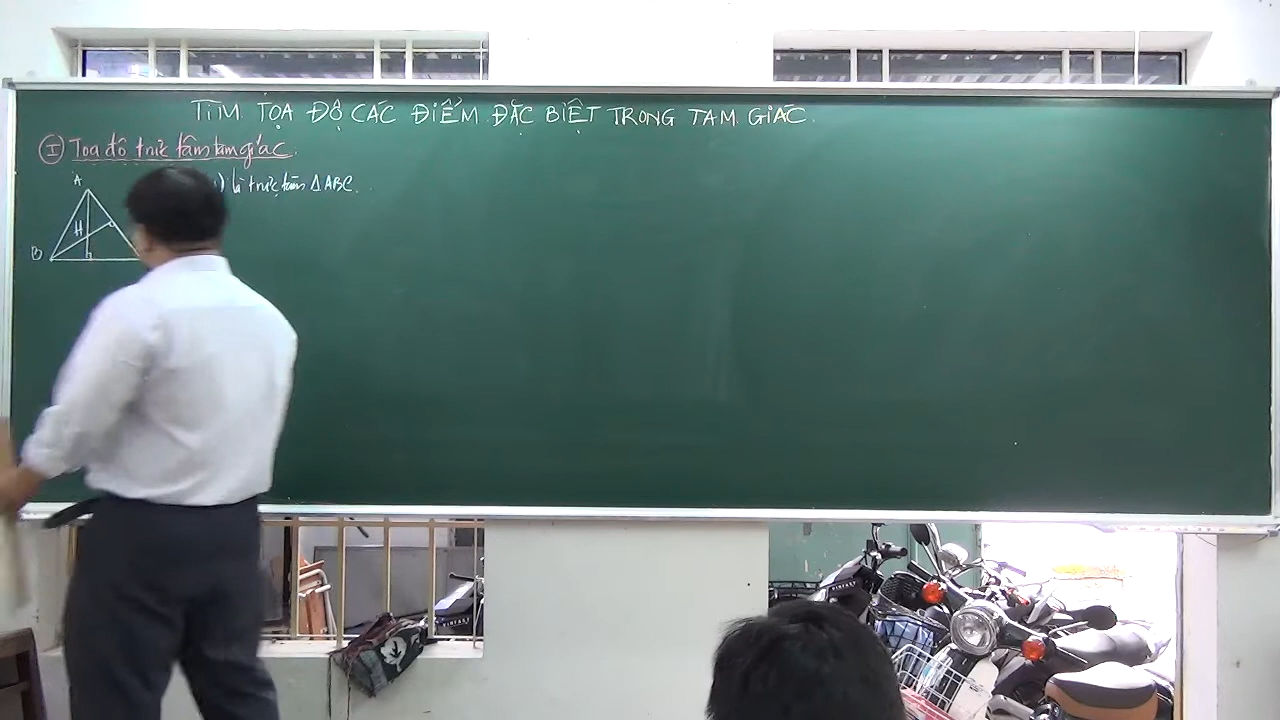 TÌM TỌA ĐỘ CÁC ĐIỂM ĐẶC BIỆT TRONG TAM GIÁC.
(I) Tọa độ trực tâm tam giác.
A
) là trực tâm Δ ABC.
H
B